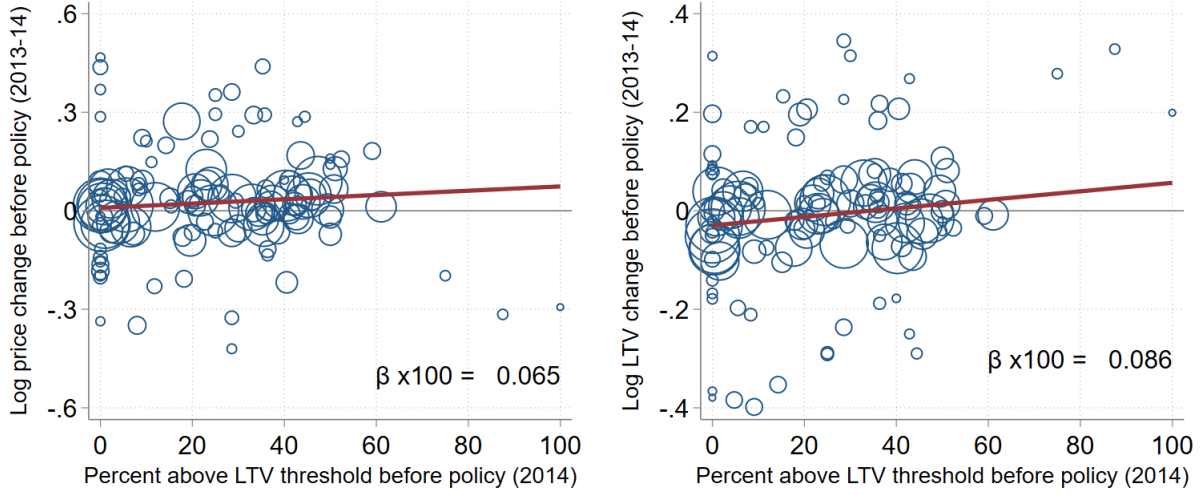 Log price change before policy (2013-14)
.6
.3
0
-.3
-.6
β x100 = 0.065
0 20 40 60 80 100
Percent above LTV threshold before policy (2014)
Log LTV change before policy (2013-14)
.4
.2
0
-.2
-.4
β x100 = 0.086
0 20 40 60 80 100
Percent above LTV threshold before policy (2014)